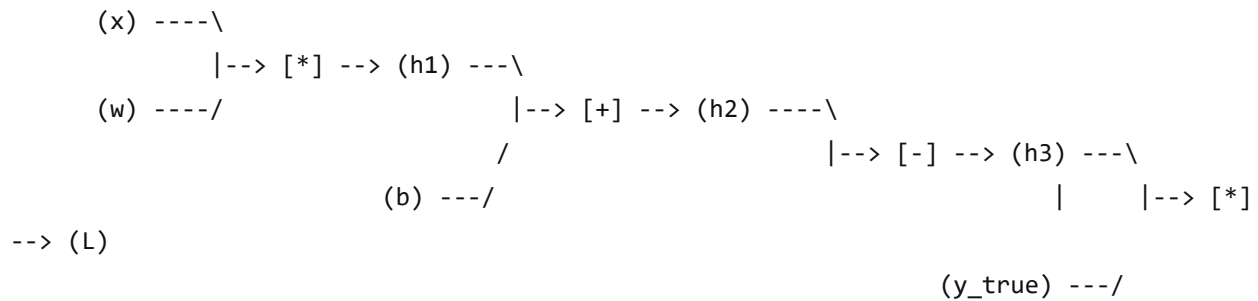 (x) ----\
|--> [*] --> (h1) ---\
(w) ----/ |--> [+] --> (h2) ----\
/ |--> [-] --> (h3) ---\
(b) ---/ | |--> [*]
--> (L)
(y_true) ---/